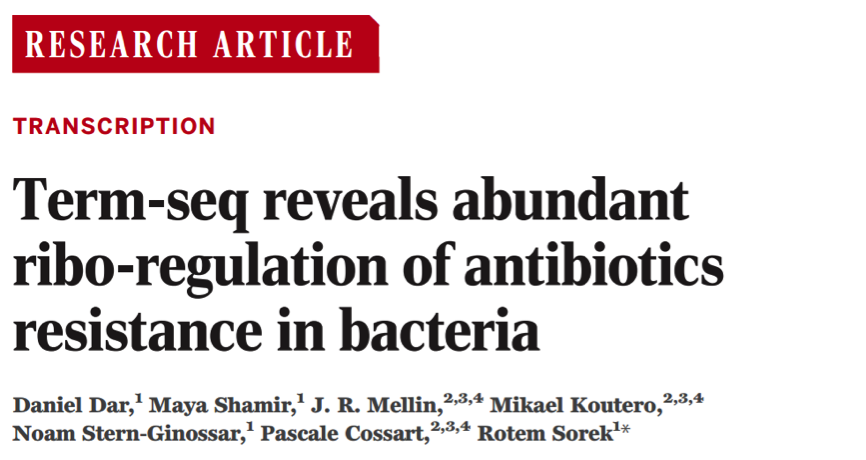 RESEARCH ARTICLE
TRANSCRIPTION
Term-seq reveals abundant
ribo-regulation of antibiotics
resistance in bacteria
Daniel Dar,¹ Maya Shamir,¹ J. R. Mellin,²,³,⁴ Mikael Koutero,²,³,⁴
Noam Stern-Ginossar,¹ Pascale Cossart,²,³,⁴ Rotem Sorek¹*